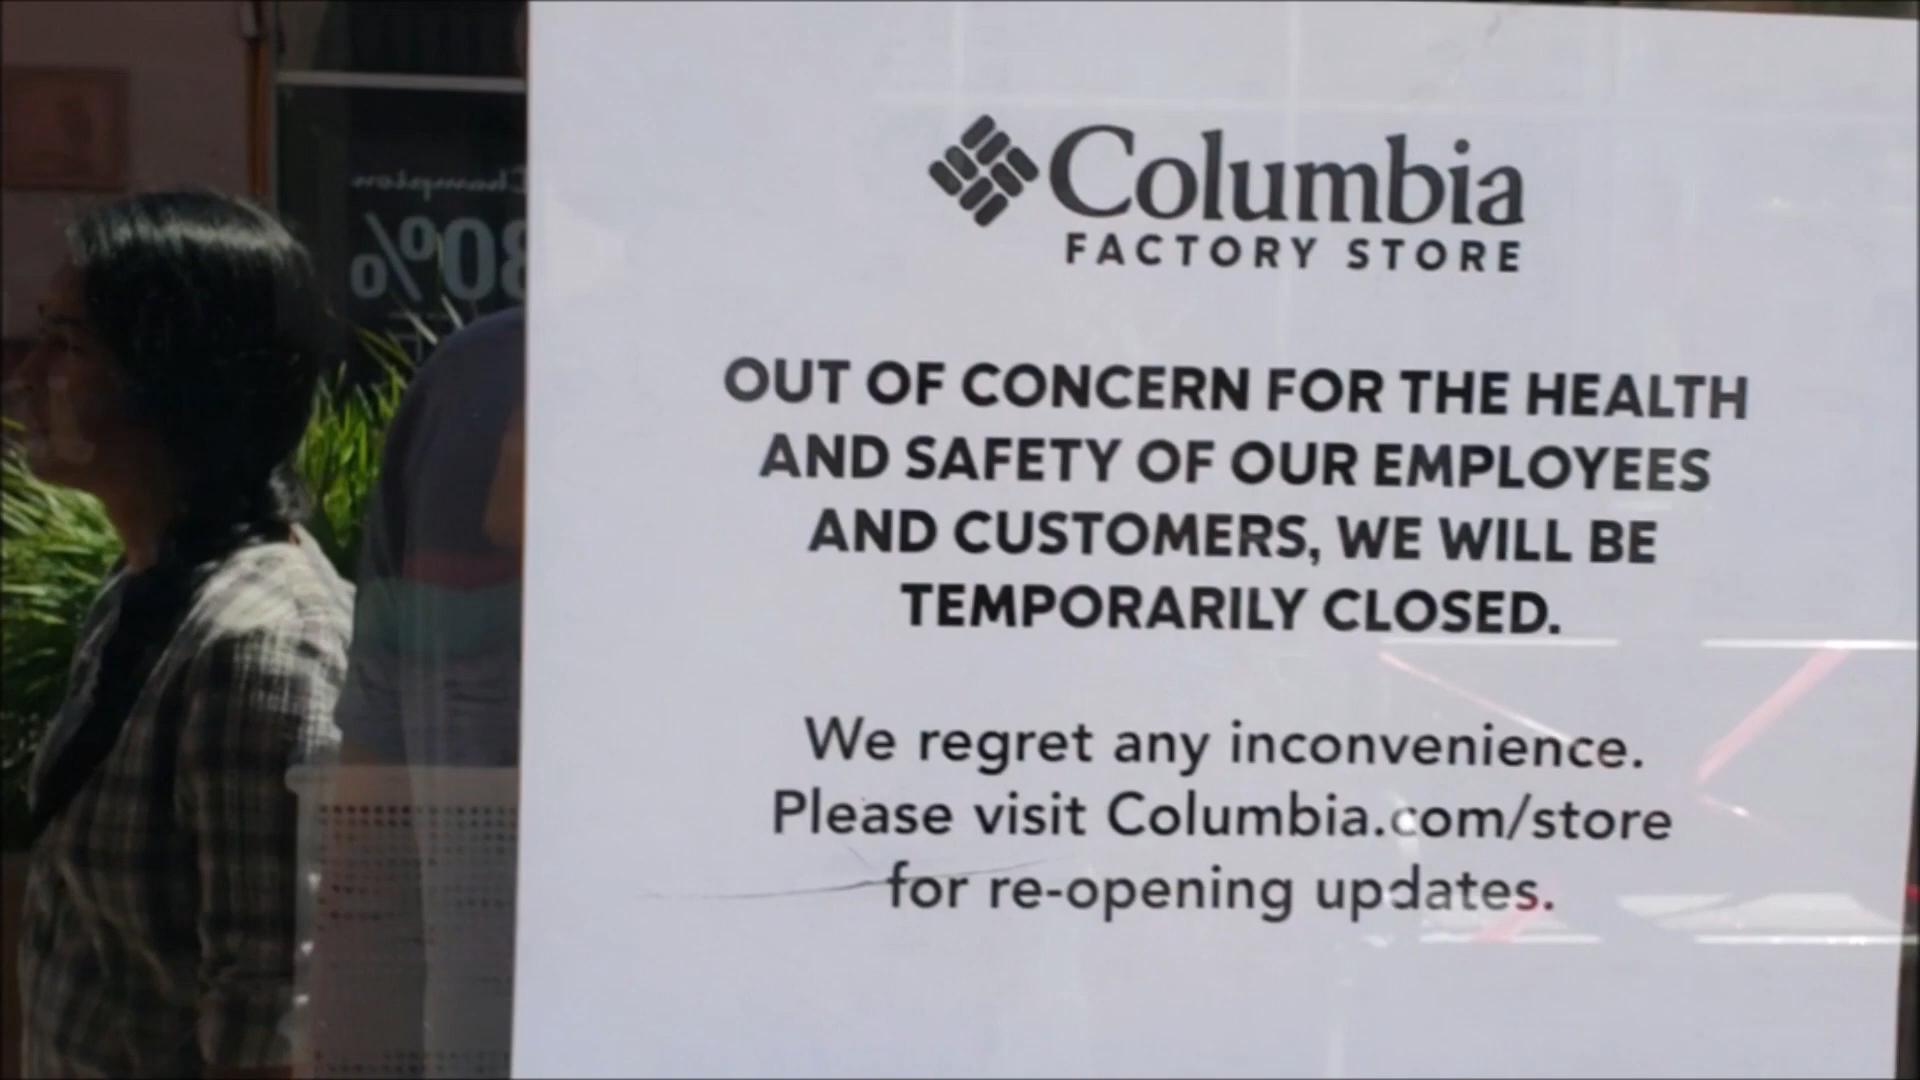 Columbia
FACTORY STORE
OUT OF CONCERN FOR THE HEALTH
AND SAFETY OF OUR EMPLOYEES
AND CUSTOMERS, WE WILL BE
TEMPORARILY CLOSED.
We regret any inconvenience.
Please visit Columbia.com/store
for re-opening updates.
Champion